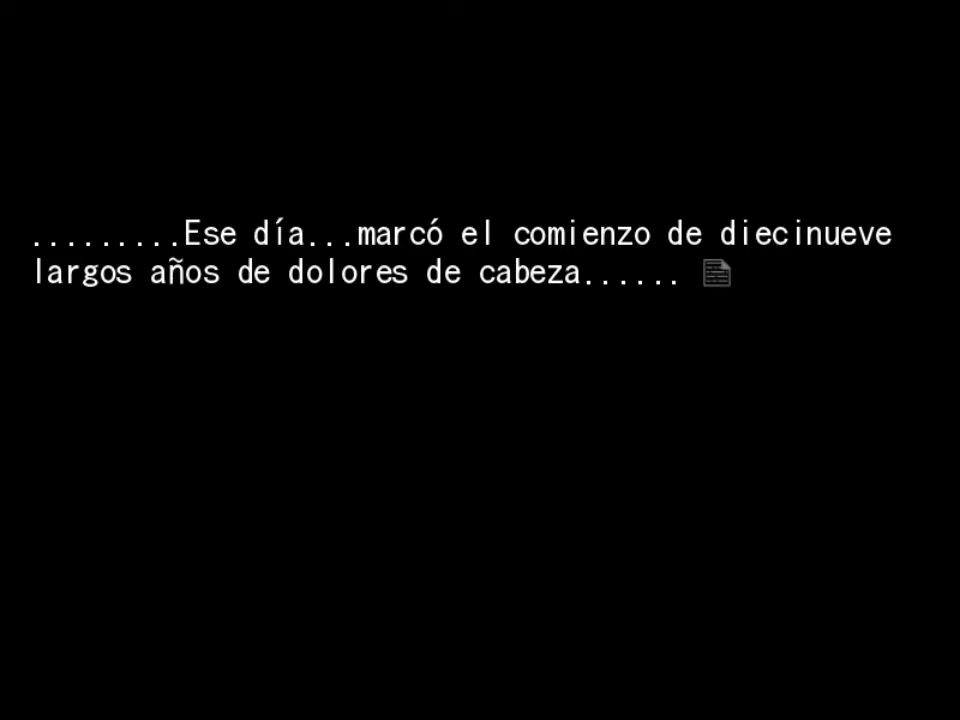 .........Ese día...marcó el comienzo de diecinueve
largos años de dolores de cabeza......